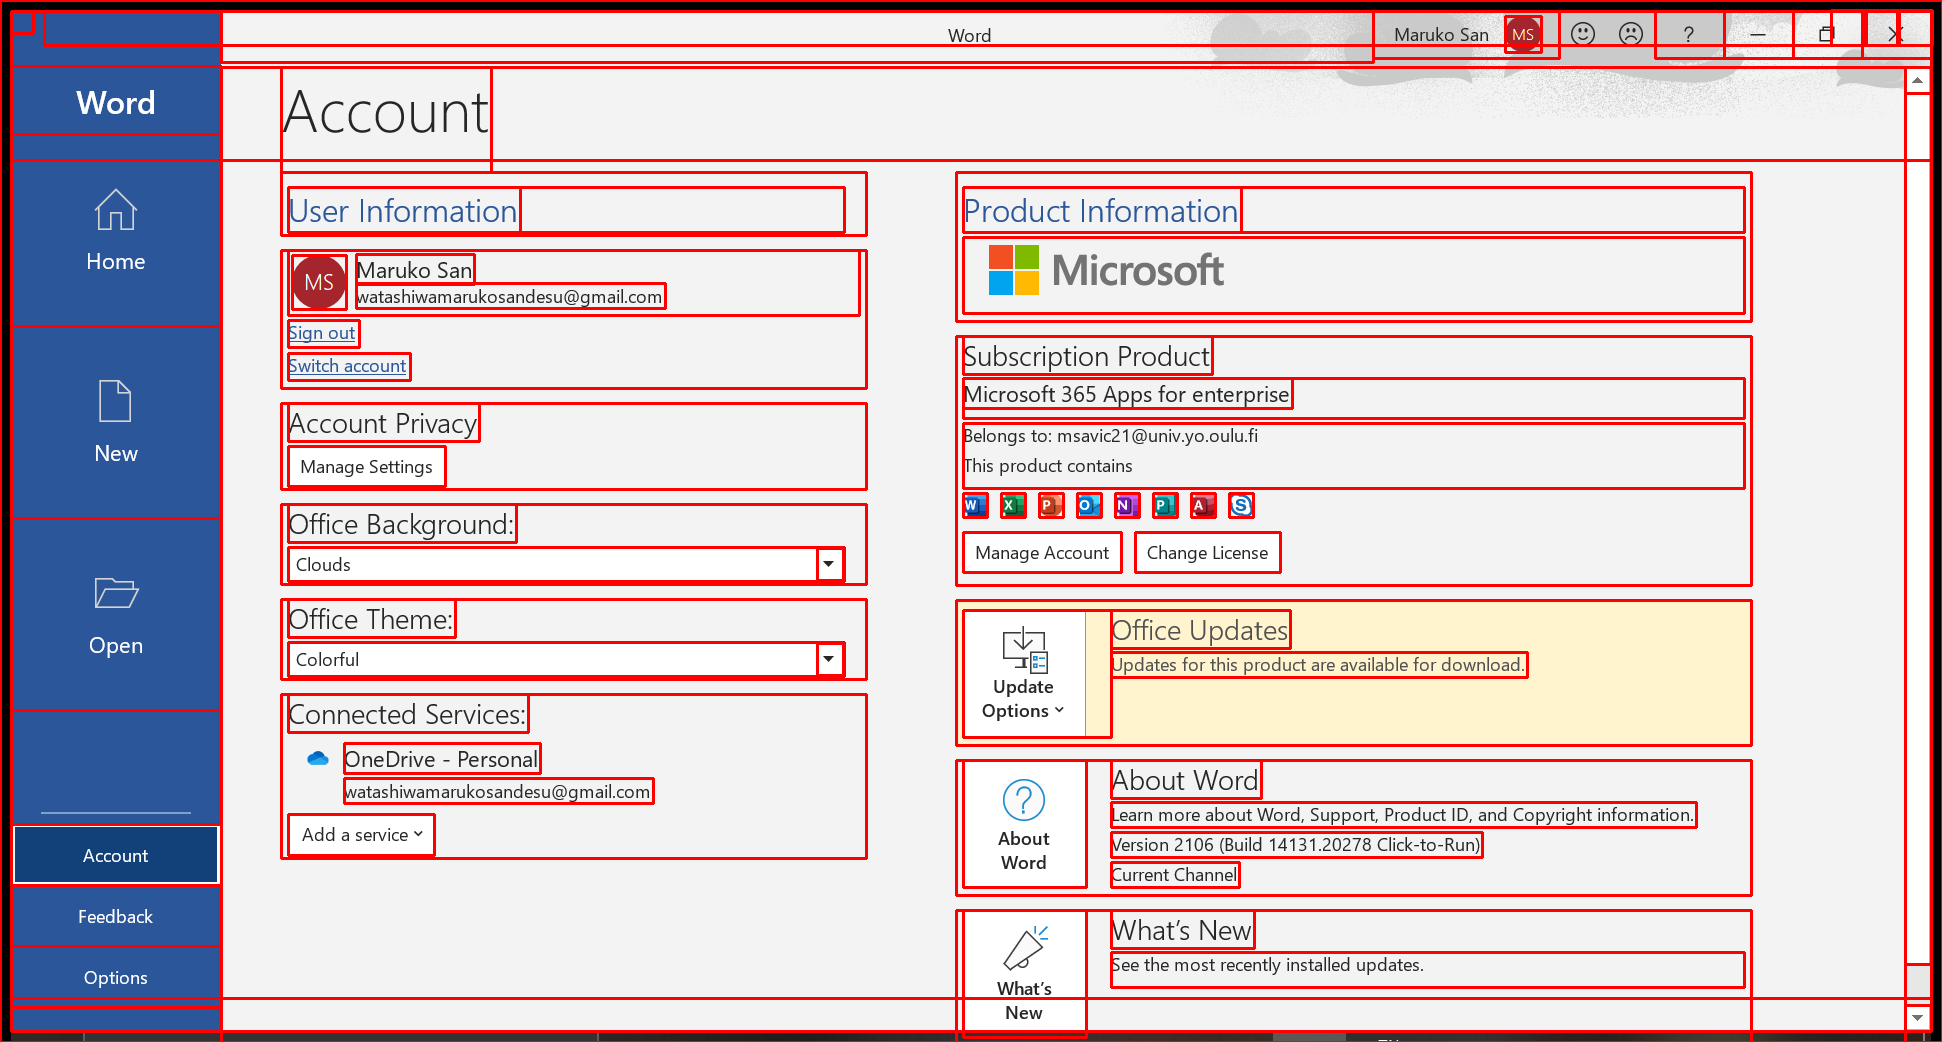 Word
Maruko San
MS
?
Word
Account
Home
New
Open
Account
Feedback
Options
User Information
MS
Maruko San
watashiwamarukosandesu@gmail.com
Sign out
Switch account
Account Privacy
Manage Settings
Office Background:
Clouds
Office Theme:
Colorful
Connected Services:
OneDrive - Personal
watashiwamarukosandesu@gmail.com
Add a service
Product Information
Microsoft
Subscription Product
Microsoft 365 Apps for enterprise
Belongs to: msavic21@univ.yo.oulu.fi
This product contains
W X P O N P A S
Manage Account
Change License
Update
Options
Office Updates
Updates for this product are available for download.
About
Word
About Word
Learn more about Word, Support, Product ID, and Copyright information.
Version 2106 (Build 14131.20278 Click-to-Run)
Current Channel
What's
New
What's New
See the most recently installed updates.